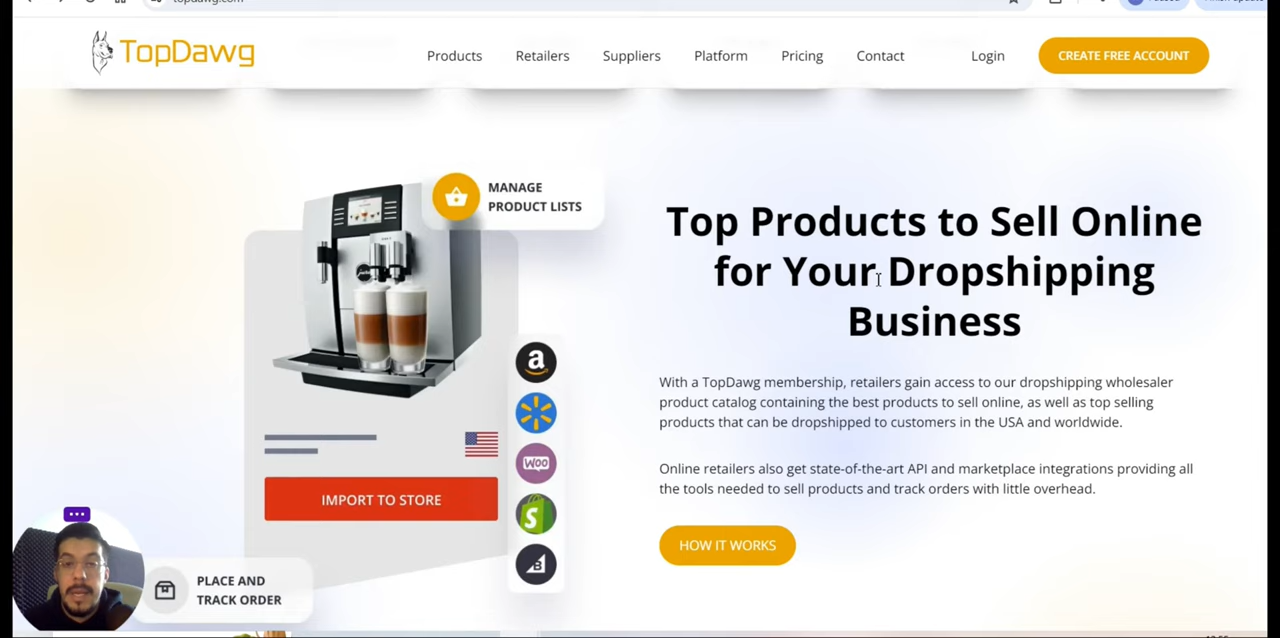 topdawg.com
TopDawg
Products
Retailers
Suppliers
Platform
Pricing
Contact
Login
CREATE FREE ACCOUNT
MANAGE
PRODUCT LISTS
Top Products to Sell Online
for Your Dropshipping
Business
With a TopDawg membership, retailers gain access to our dropshipping wholesaler
product catalog containing the best products to sell online, as well as top selling
products that can be dropshipped to customers in the USA and worldwide.
Online retailers also get state-of-the-art API and marketplace integrations providing all
the tools needed to sell products and track orders with little overhead.
HOW IT WORKS
a
WOO
S
B
IMPORT TO STORE
PLACE AND
TRACK ORDER